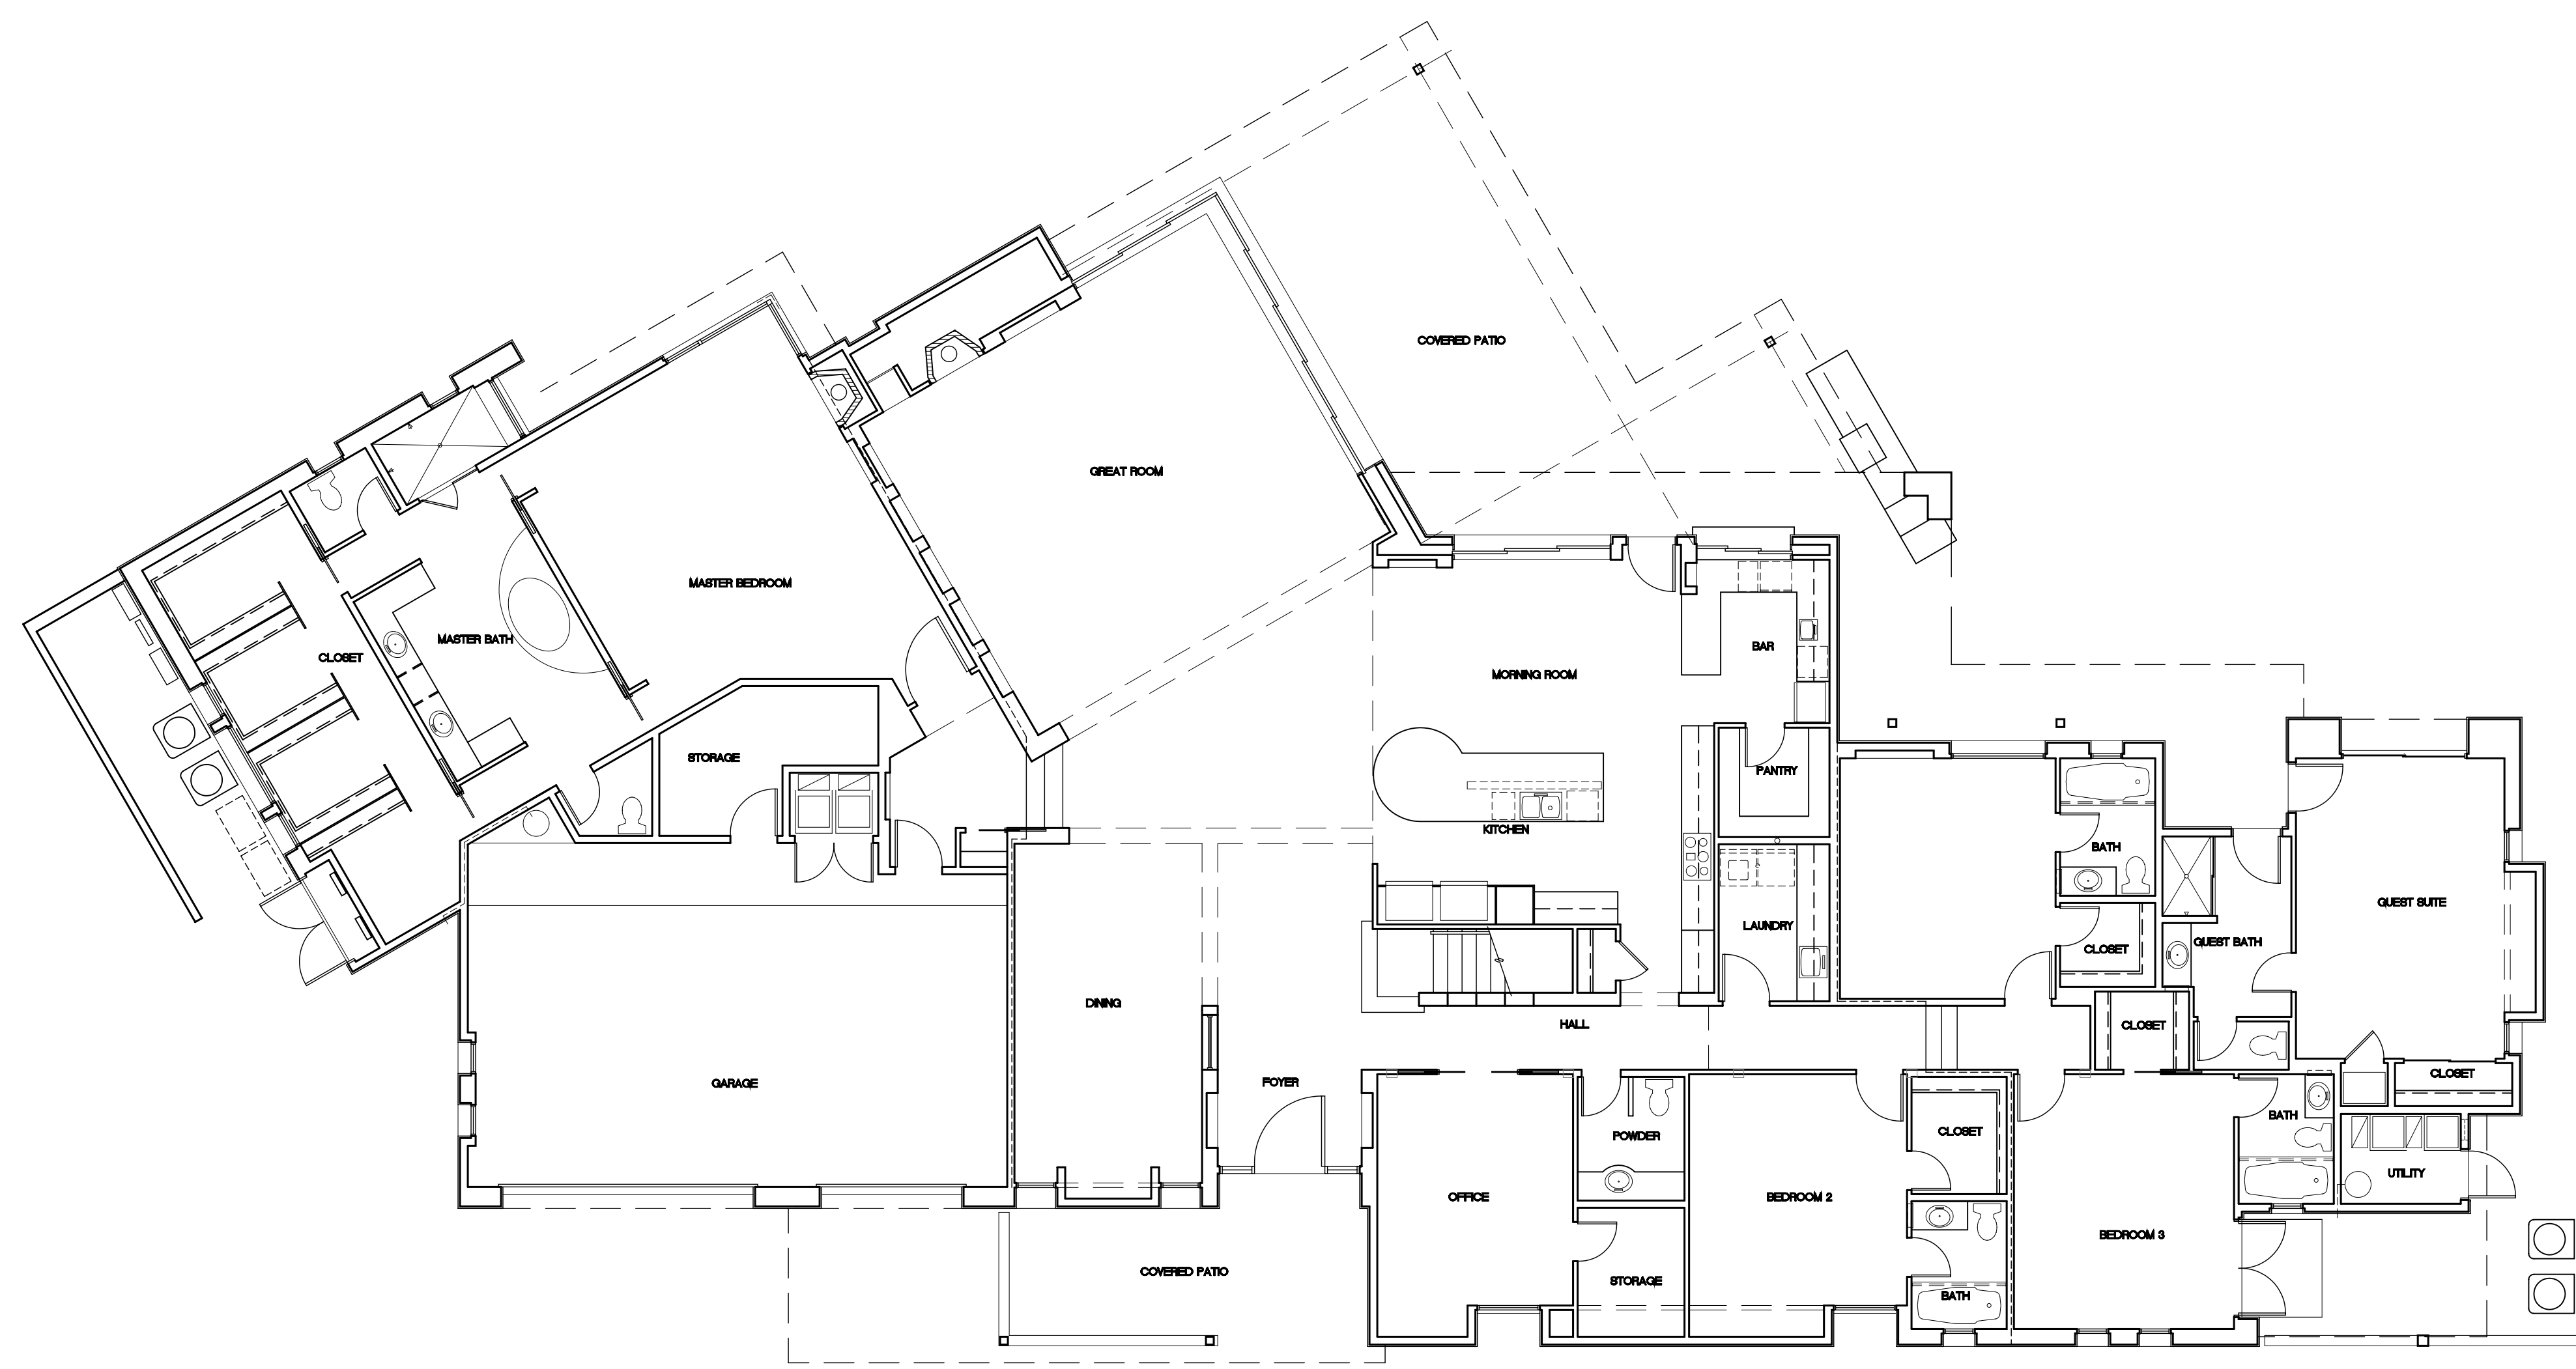 COVERED PATIO
GREAT ROOM
MASTER BEDROOM
MASTER BATH
CLOSET
BAR
MORNING ROOM
STORAGE
PANTRY
KITCHEN
BATH
GUEST SUITE
LAUNDRY
GUEST BATH
CLOSET
DINING
HALL
CLOSET
GARAGE
FOYER
CLOSET
BATH
POWDER
CLOSET
UTILITY
OFFICE
BEDROOM 2
BEDROOM 3
COVERED PATIO
STORAGE
BATH